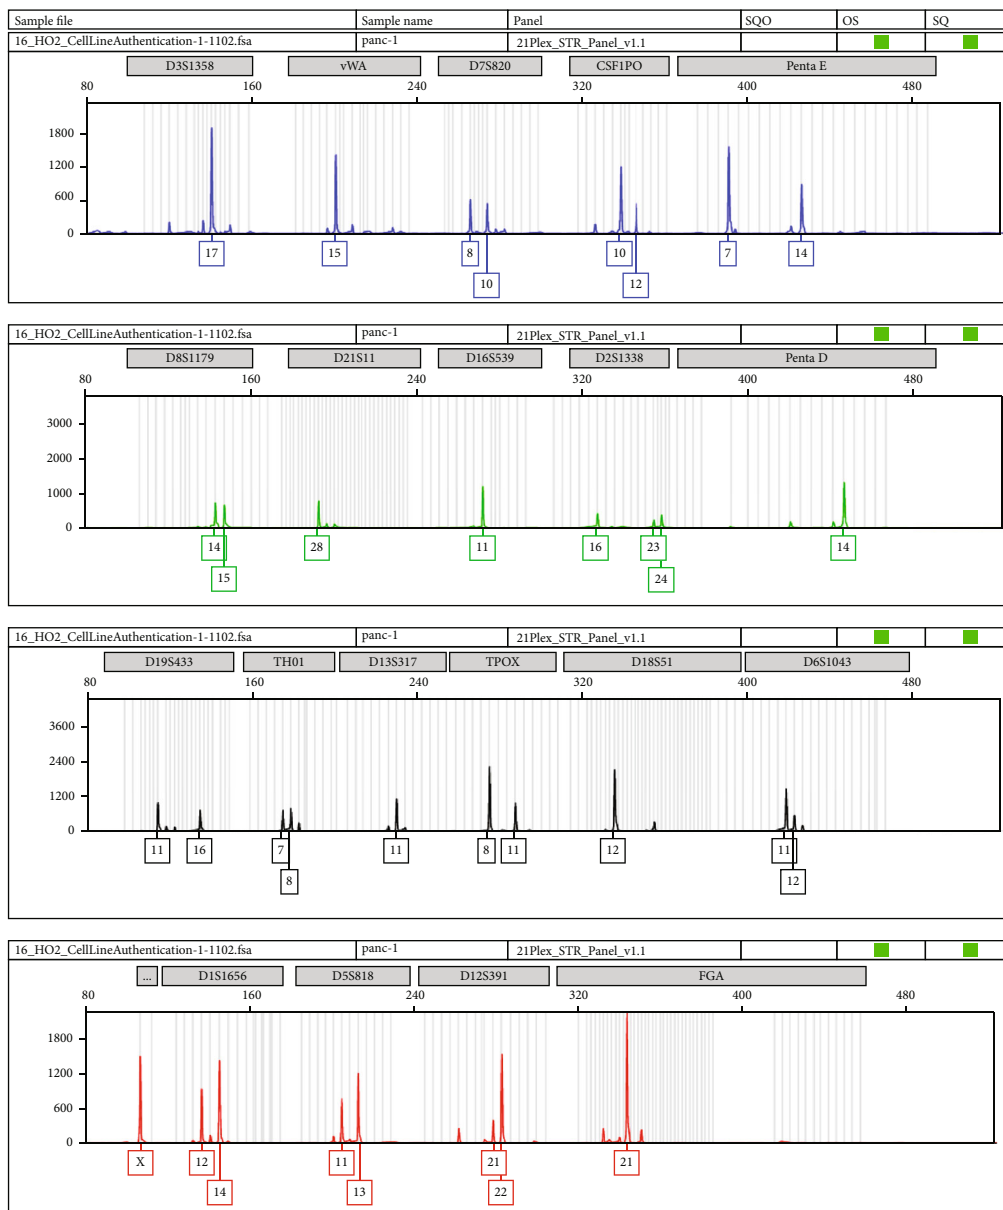 Sample file Sample name Panel SQO OS SQ
16_HO2_CellLineAuthentication-1-1102.fsa panc-1 21Plex_STR_Panel_v1.1
D3S1358 vWA D7S820 CSF1PO Penta E
80 160 240 320 400 480
1800
1200
600
0
17 15 8 10 7 14
10 12
16_HO2_CellLineAuthentication-1-1102.fsa panc-1 21Plex_STR_Panel_v1.1
D8S1179 D21S11 D16S539 D2S1338 Penta D
80 160 240 320 400 480
3000
2000
1000
0
14 28 11 16 23 14
15 24
16_HO2_CellLineAuthentication-1-1102.fsa panc-1 21Plex_STR_Panel_v1.1
D19S433 TH01 D13S317 TPOX D18S51 D6S1043
80 160 240 320 400 480
3600
2400
1200
0
11 16 7 11 8 11 12 11
8 12
16_HO2_CellLineAuthentication-1-1102.fsa panc-1 21Plex_STR_Panel_v1.1
... D1S1656 D5S818 D12S391 FGA
80 160 240 320 400 480
1800
1200
600
0
X 12 11 21 21
14 13 22